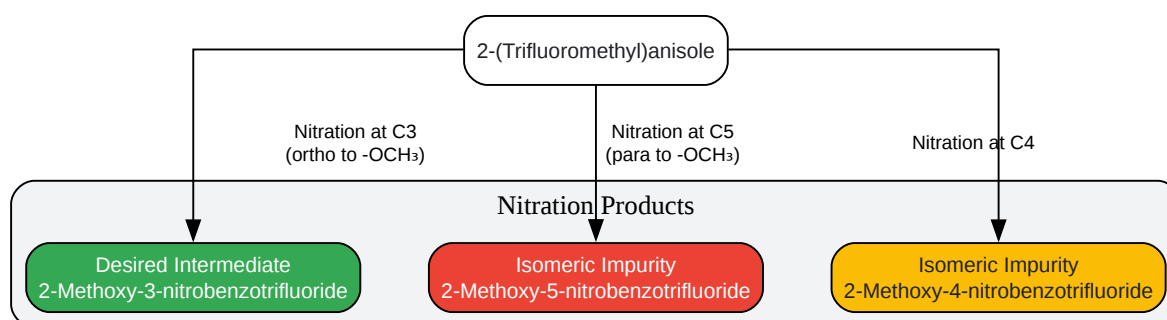 2-(Trifluoromethyl)anisole
Nitration at C3
(ortho to -OCH₃)
Nitration at C5
(para to -OCH₃)
Nitration at C4
Nitration Products
Desired Intermediate
2-Methoxy-3-nitrobenzotrifluoride
Isomeric Impurity
2-Methoxy-5-nitrobenzotrifluoride
Isomeric Impurity
2-Methoxy-4-nitrobenzotrifluoride